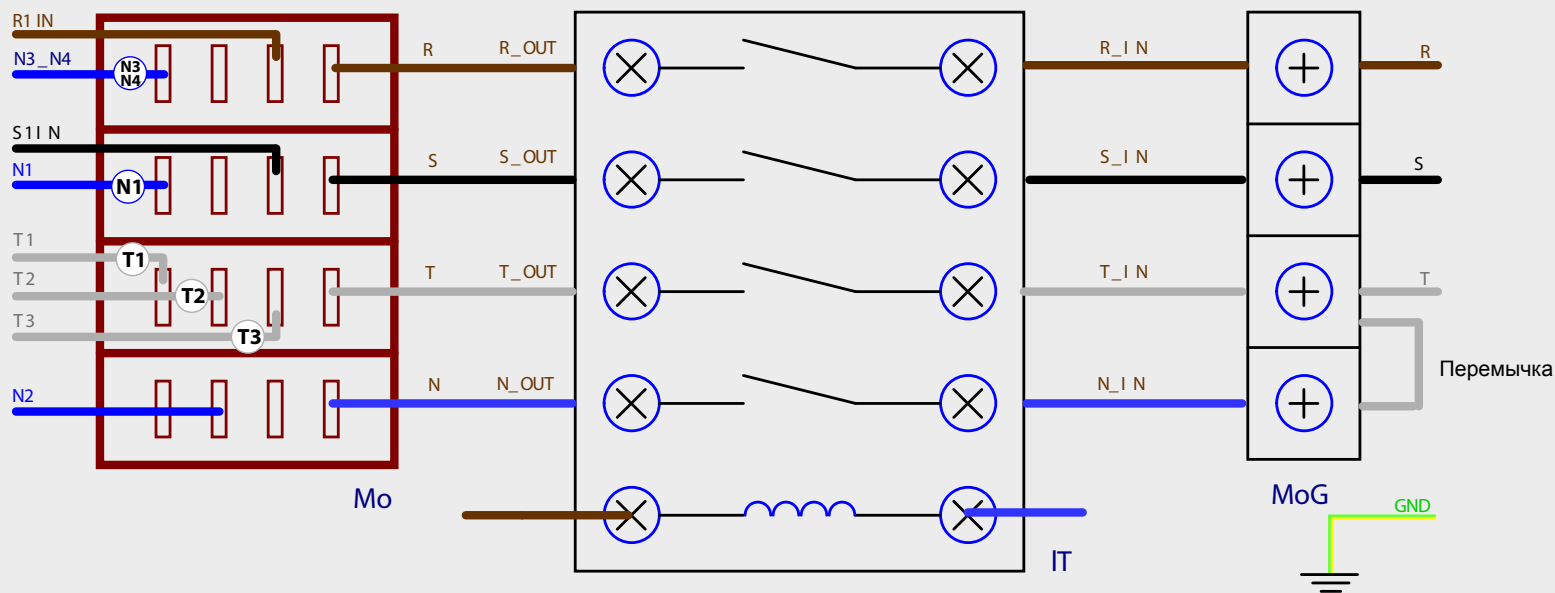 R1 IN
R
R_OUT
R_I N
R
N3_N4
N3
N4
S1 I N
S
S_OUT
S_I N
S
N1
N1
T1
T1
T
T_OUT
T_I N
T
T2
T2
T3
T3
Перемычка
N2
N
N_OUT
N_I N
Mo
MoG
GND
IT